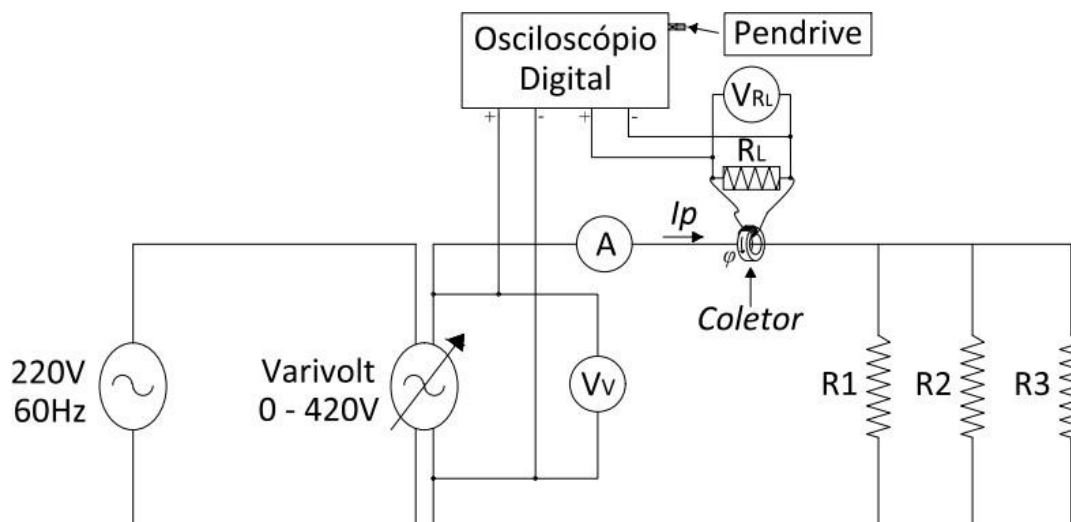 Osciloscópio
Digital
Pendrive
+ - + -
VRL
RL
Ip
A
φ
Coletor
220V
60Hz
Varivolt
0 - 420V
VV
R1
R2
R3